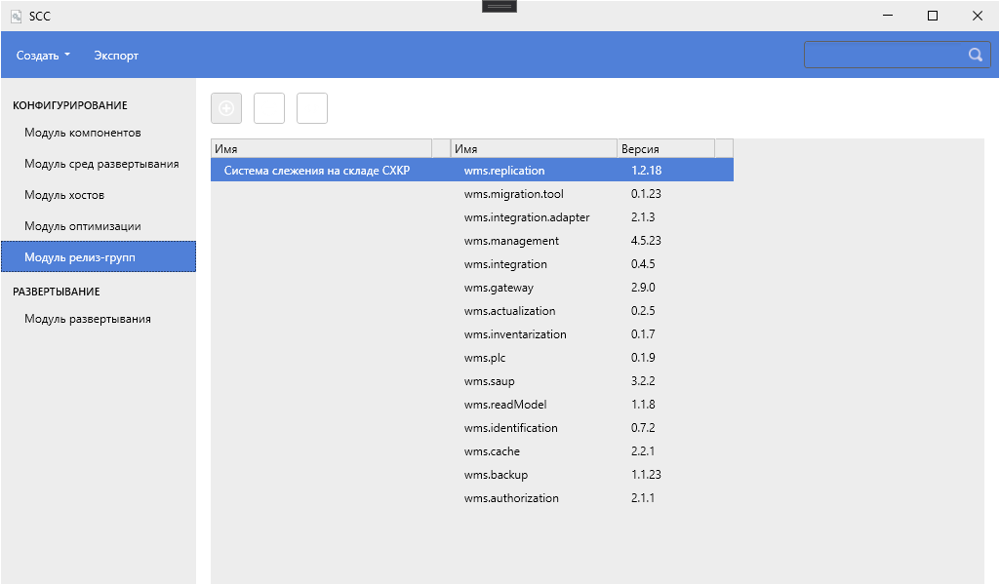 SCC
Создать Экспорт
КОНФИГУРИРОВАНИЕ
Модуль компонентов
Модуль сред развертывания
Модуль хостов
Модуль оптимизации
Модуль релиз-групп
РАЗВЕРТЫВАНИЕ
Модуль развертывания
Имя Имя Версия
Система слежения на складе СХКР wms.replication 1.2.18
wms.migration.tool 0.1.23
wms.integration.adapter 2.1.3
wms.management 4.5.23
wms.integration 0.4.5
wms.gateway 2.9.0
wms.actualization 0.2.5
wms.inventarization 0.1.7
wms.plc 0.1.9
wms.saup 3.2.2
wms.readModel 1.1.8
wms.identification 0.7.2
wms.cache 2.2.1
wms.backup 1.1.23
wms.authorization 2.1.1